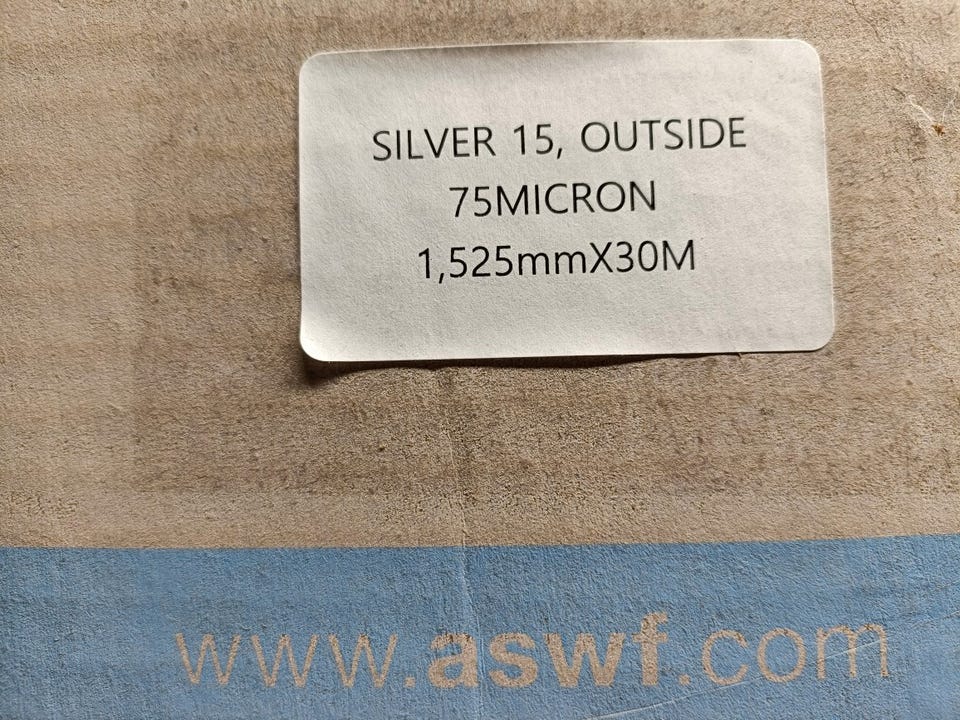 SILVER 15, OUTSIDE
75MICRON
1,525mmX30M
www.aswf.com